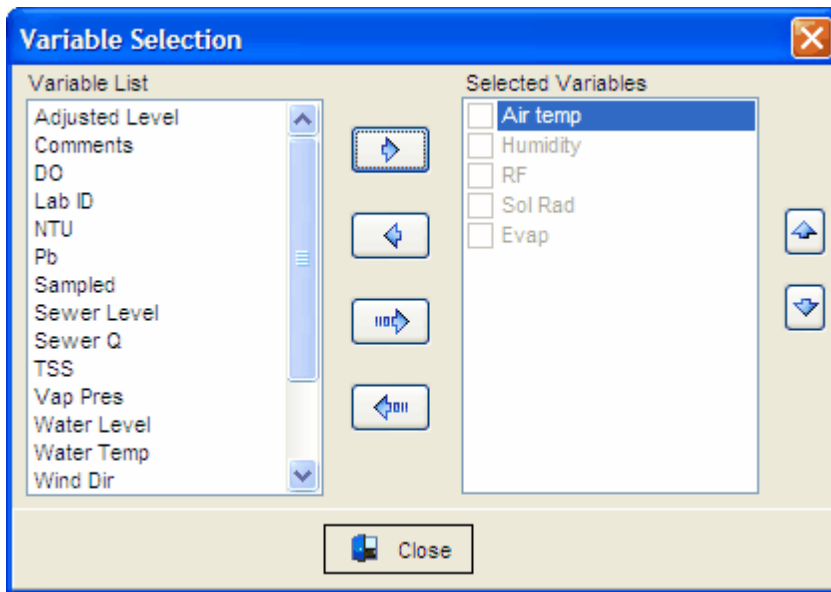 Variable Selection
Variable List
Adjusted Level
Comments
DO
Lab ID
NTU
Pb
Sampled
Sewer Level
Sewer Q
TSS
Vap Pres
Water Level
Water Temp
Wind Dir
Selected Variables
Air temp
Humidity
RF
Sol Rad
Evap
Close